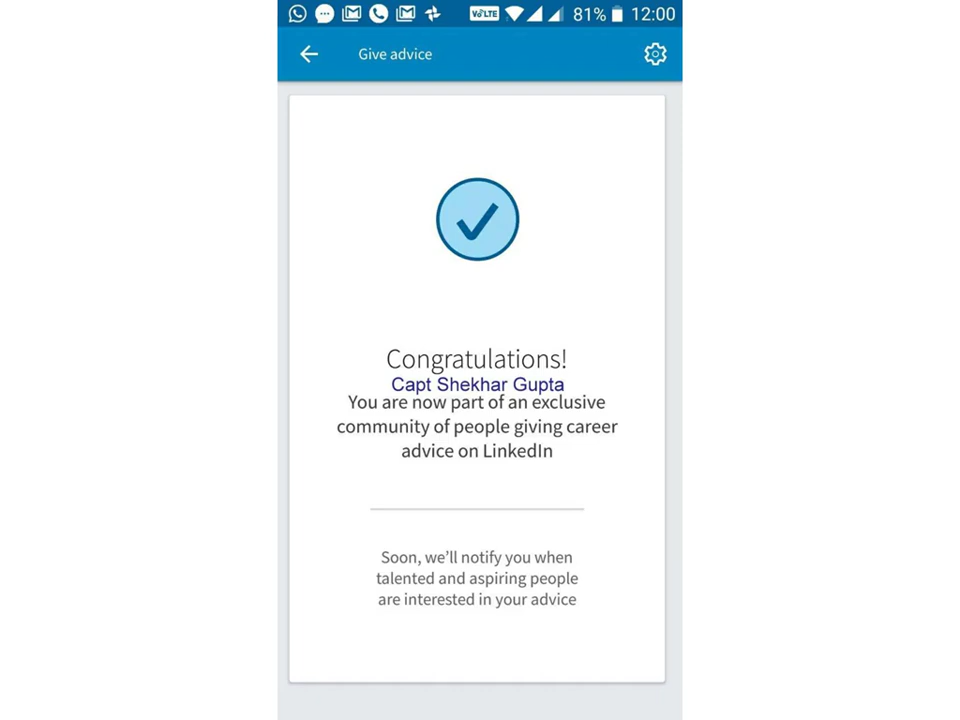 VoLTE 81% 12:00
Give advice
Congratulations!
Capt Shekhar Gupta
You are now part of an exclusive
community of people giving career
advice on LinkedIn
Soon, we'll notify you when
talented and aspiring people
are interested in your advice